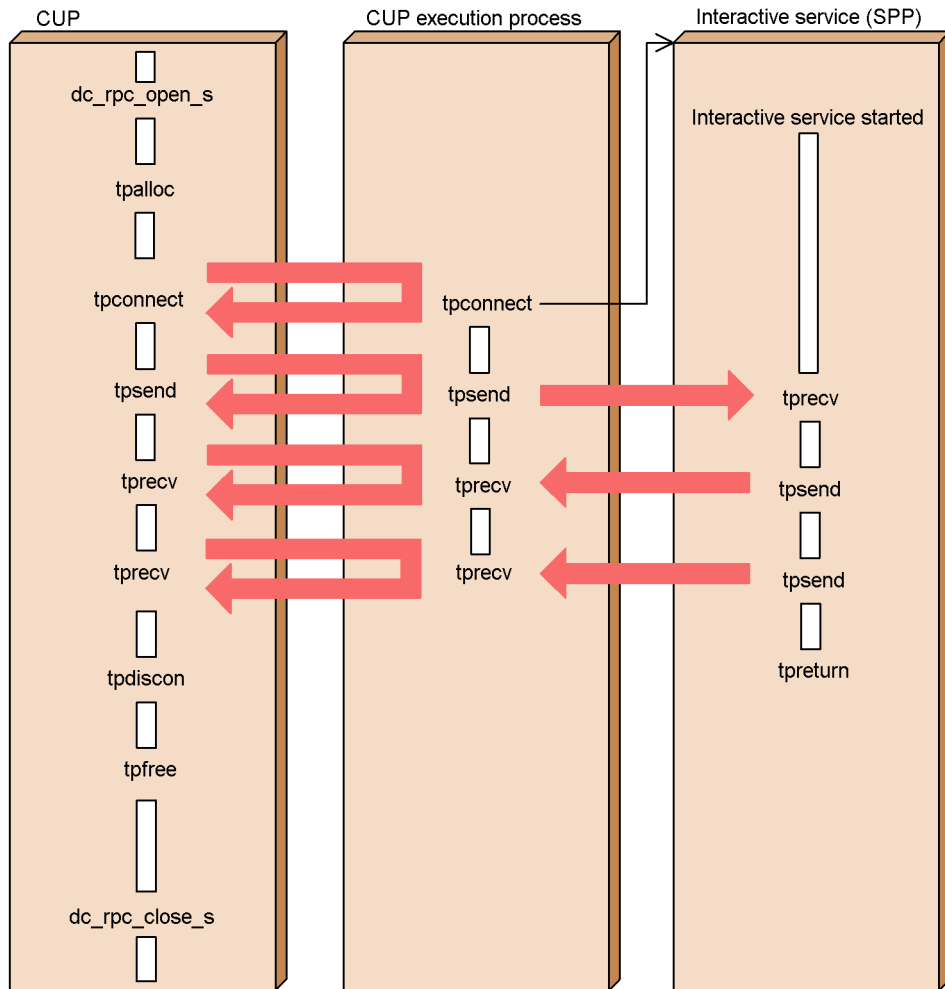 CUP
dc_rpc_open_s
tpalloc
tpconnect
tpsend
tprecv
tprecv
tpdiscon
tpfree
dc_rpc_close_s
CUP execution process
tpconnect
tpsend
tprecv
tprecv
Interactive service (SPP)
Interactive service started
tprecv
tpsend
tpsend
tpreturn